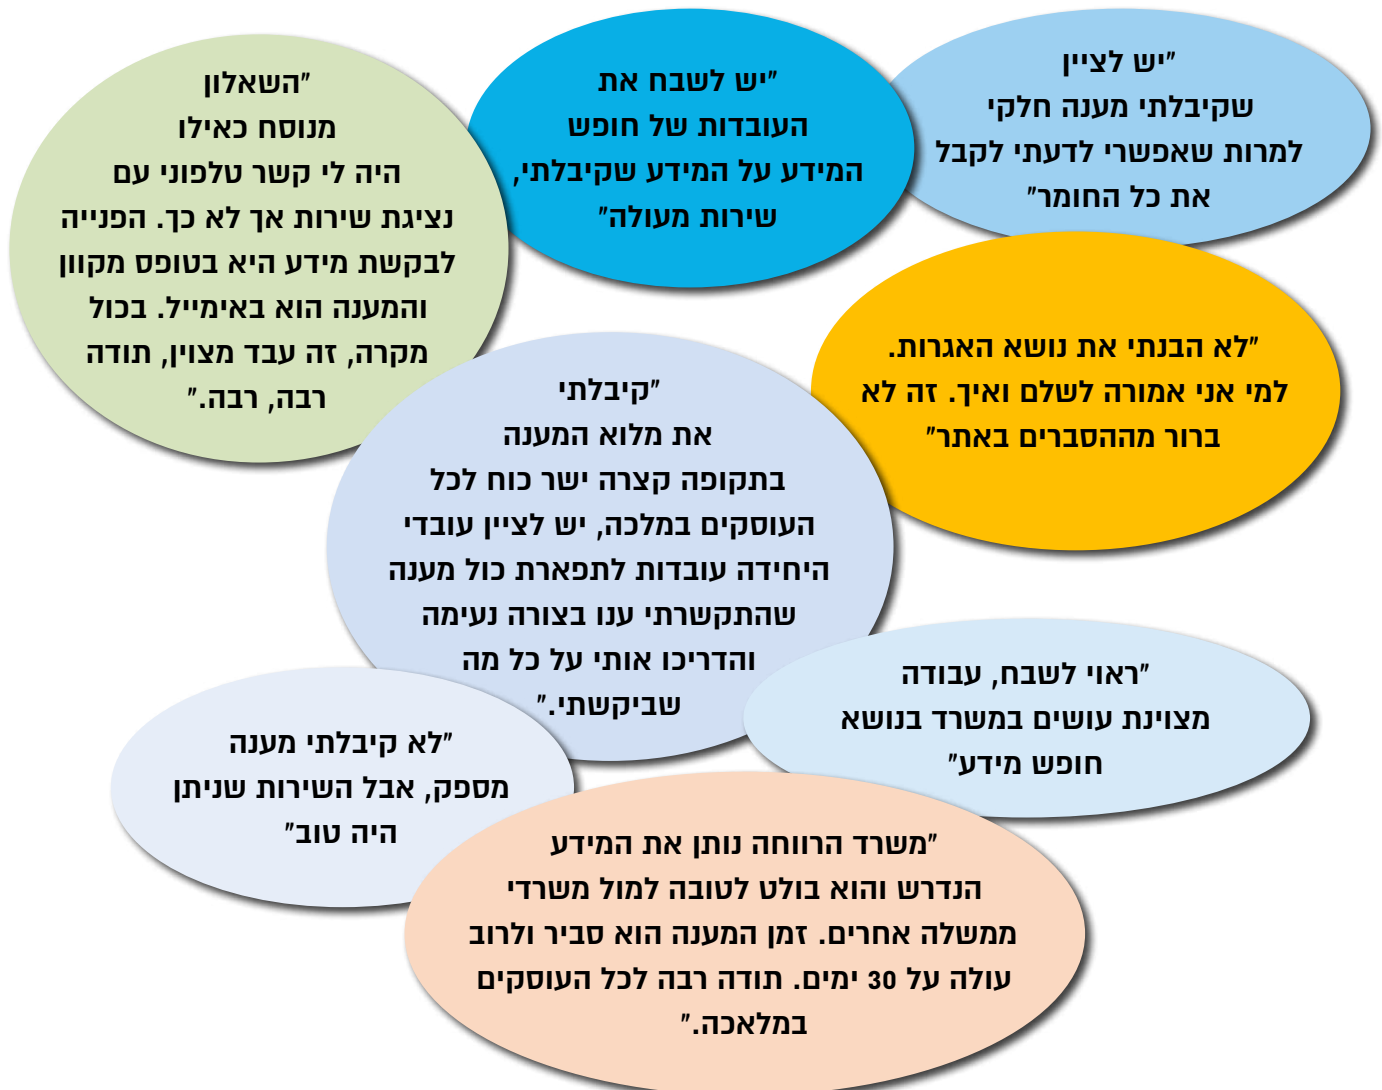 "יש לציין
שקיבלתי מענה חלקי
למרות שאפשרי לדעתי לקבל
את כל החומר"
"יש לשבח את
העובדות של חופש
המידע על המידע שקיבלתי,
שירות מעולה"
"השאלון
מנוסח כאילו
היה לי קשר טלפוני עם
נציגת שירות אך לא כך. הפנייה
לבקשת מידע היא בטופס מקוון
והמענה הוא באימייל. בכול
מקרה, זה עבד מצוין, תודה
רבה, רבה."
"לא הבנתי את נושא האגרות.
למי אני אמורה לשלם ואיך. זה לא
ברור מההסברים באתר"
"קיבלתי
את מלוא המענה
בתקופה קצרה ישר כוח לכל
העוסקים במלכה, יש לציין עובדי
היחידה עובדות לתפארת כול מענה
שהתקשרתי ענו בצורה נעימה
והדריכו אותי על כל מה
שביקשתי."
"ראוי לשבח, עבודה
מצוינת עושים במשרד בנושא
חופש מידע"
"לא קיבלתי מענה
מספק, אבל השירות שניתן
היה טוב"
"משרד הרווחה נותן את המידע
הנדרש והוא בולט לטובה למול משרדי
ממשלה אחרים. זמן המענה הוא סביר ולרוב
עולה על 30 ימים. תודה רבה לכל העוסקים
במלאכה."